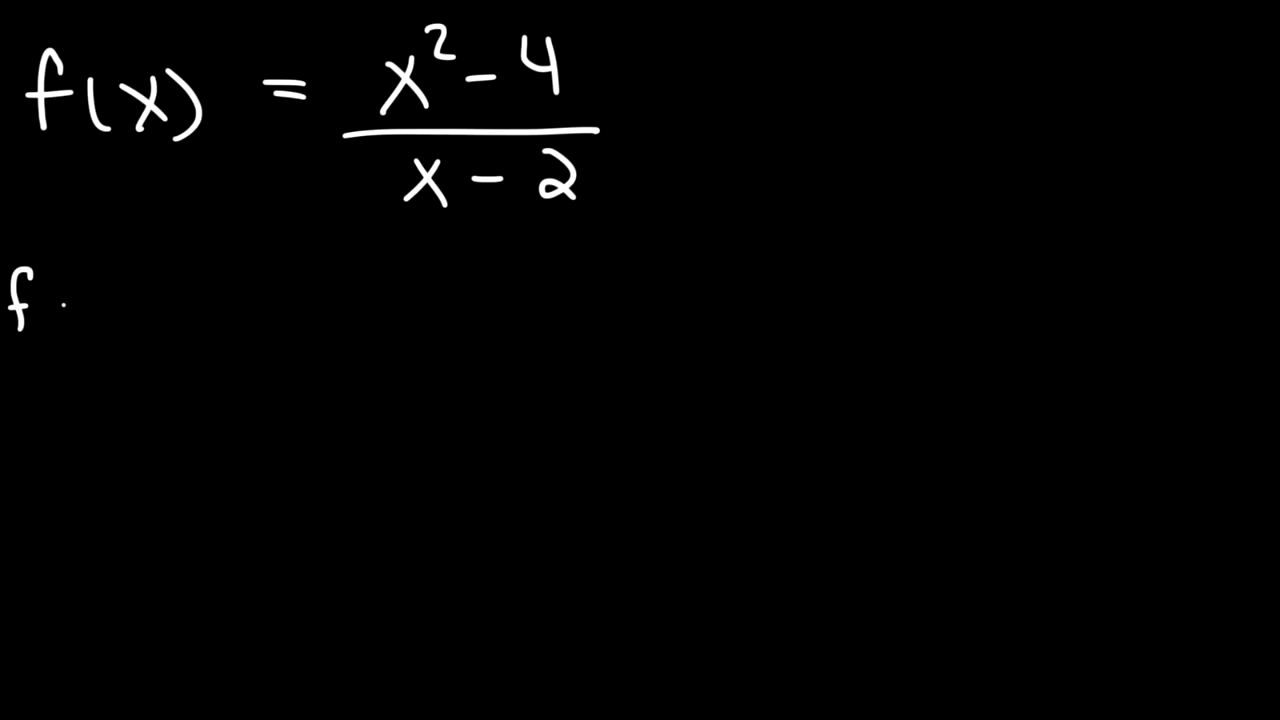 f(x) = x² - 4
x - 2
f